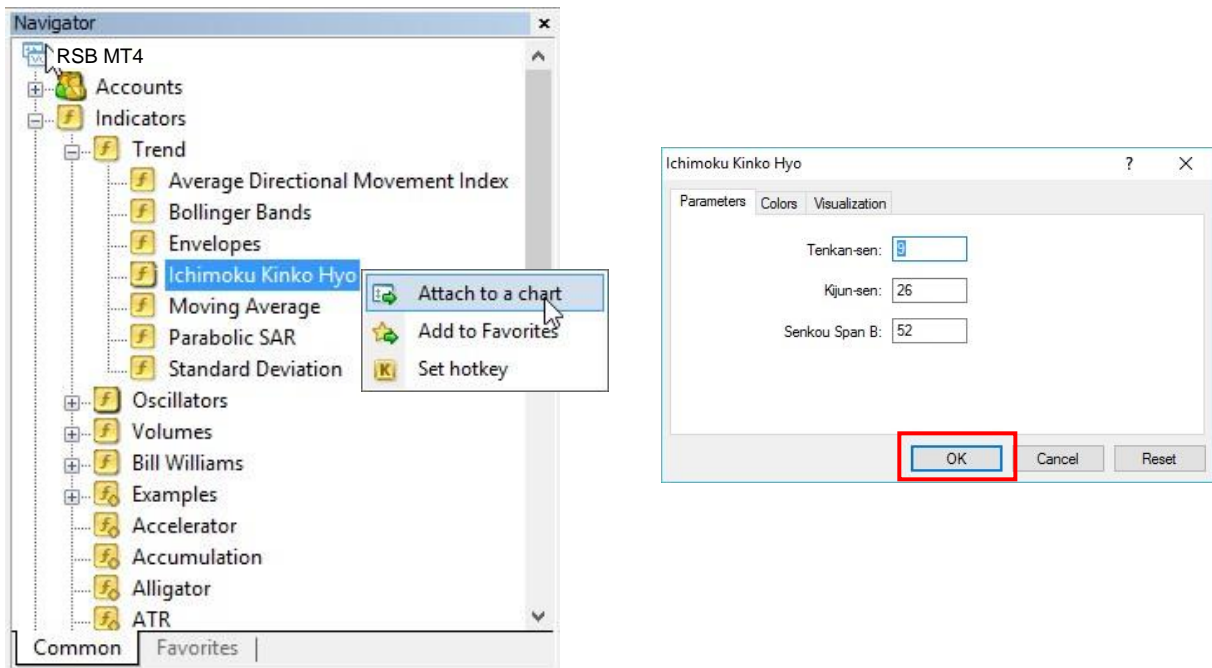 Navigator
RSB MT4
Accounts
Indicators
Trend
Average Directional Movement Index
Bollinger Bands
Envelopes
Ichimoku Kinko Hyo
Moving Average
Parabolic SAR
Standard Deviation
Oscillators
Volumes
Bill Williams
Examples
Accelerator
Accumulation
Alligator
ATR
Common Favorites
Attach to a chart
Add to Favorites
Set hotkey
Ichimoku Kinko Hyo
Parameters Colors Visualization
Tenkan-sen: 9
Kijun-sen: 26
Senkou Span B: 52
OK Cancel Reset